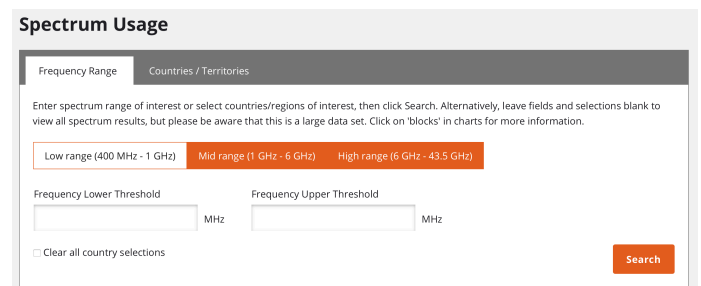 Spectrum Usage
Frequency Range
Countries / Territories
Enter spectrum range of interest or select countries/regions of interest, then click Search. Alternatively, leave fields and selections blank to
view all spectrum results, but please be aware that this is a large data set. Click on 'blocks' in charts for more information.
Low range (400 MHz - 1 GHz)
Mid range (1 GHz - 6 GHz)
High range (6 GHz - 43.5 GHz)
Frequency Lower Threshold
Frequency Upper Threshold
MHz
MHz
Clear all country selections
Search